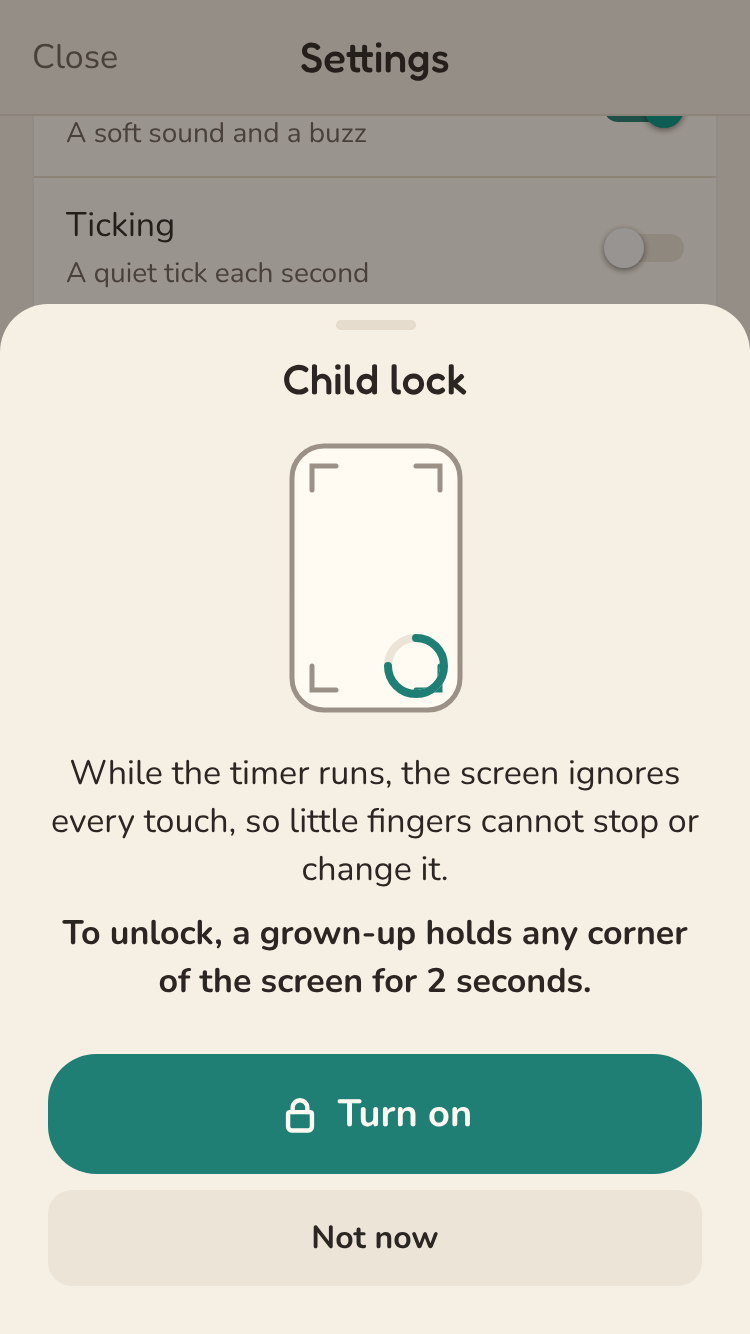 Close
Settings
A soft sound and a buzz
Ticking
A quiet tick each second
Child lock
While the timer runs, the screen ignores
every touch, so little fingers cannot stop or
change it.
To unlock, a grown-up holds any corner
of the screen for 2 seconds.
Turn on
Not now